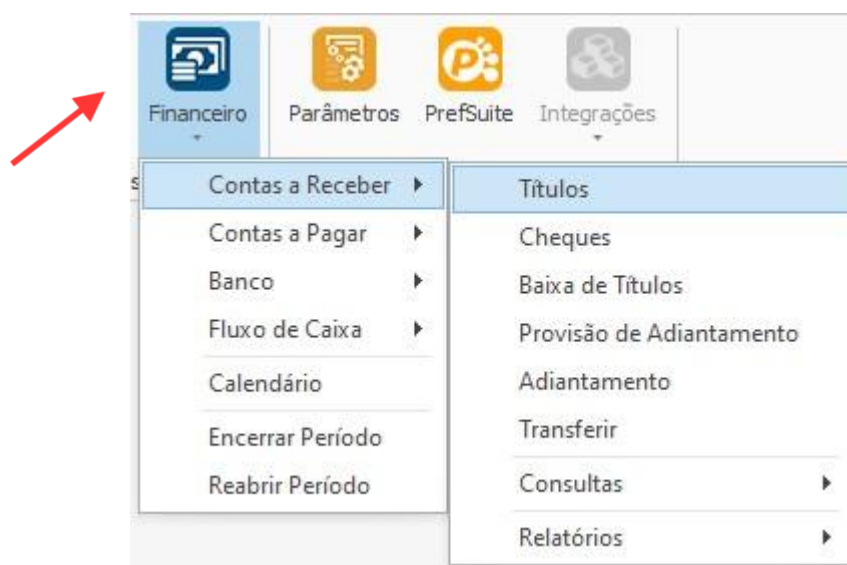 Financeiro
Parâmetros
PrefSuite
Integrações
Contas a Receber
Contas a Pagar
Banco
Fluxo de Caixa
Calendário
Encerrar Período
Reabrir Período
Títulos
Cheques
Baixa de Títulos
Provisão de Adiantamento
Adiantamento
Transferir
Consultas
Relatórios